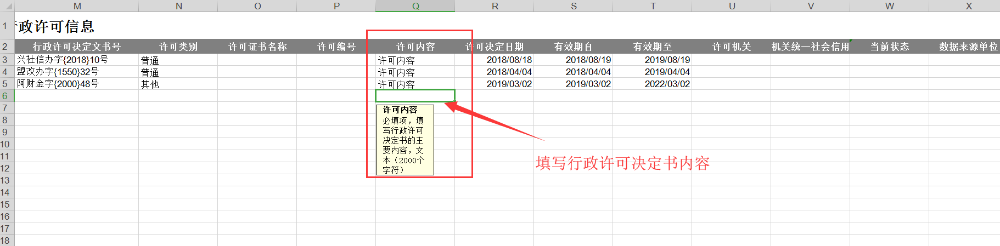 M N O P Q R S T U V W X
1 行政许可信息
2 行政许可决定文书号 许可类别 许可证书名称 许可编号 许可内容 许可决定日期 有效期自 有效期至 许可机关 机关统一社会信用 当前状态 数据来源单位
3 兴社信办字{2018}10号 普通 许可内容 2018/08/18 2018/08/19 2019/08/19
4 盟改办字{1550}32号 普通 许可内容 2018/04/04 2018/04/04 2019/04/04
5 阿财金字{2000}48号 其他 许可内容 2019/03/02 2019/03/02 2022/03/02
6
7
8
9
10
11
12
13
14
15
16
17
18
许可内容
必填项，填
写行政许可
决定书的主
要内容，文
本（2000个
字符）
填写行政许可决定书内容